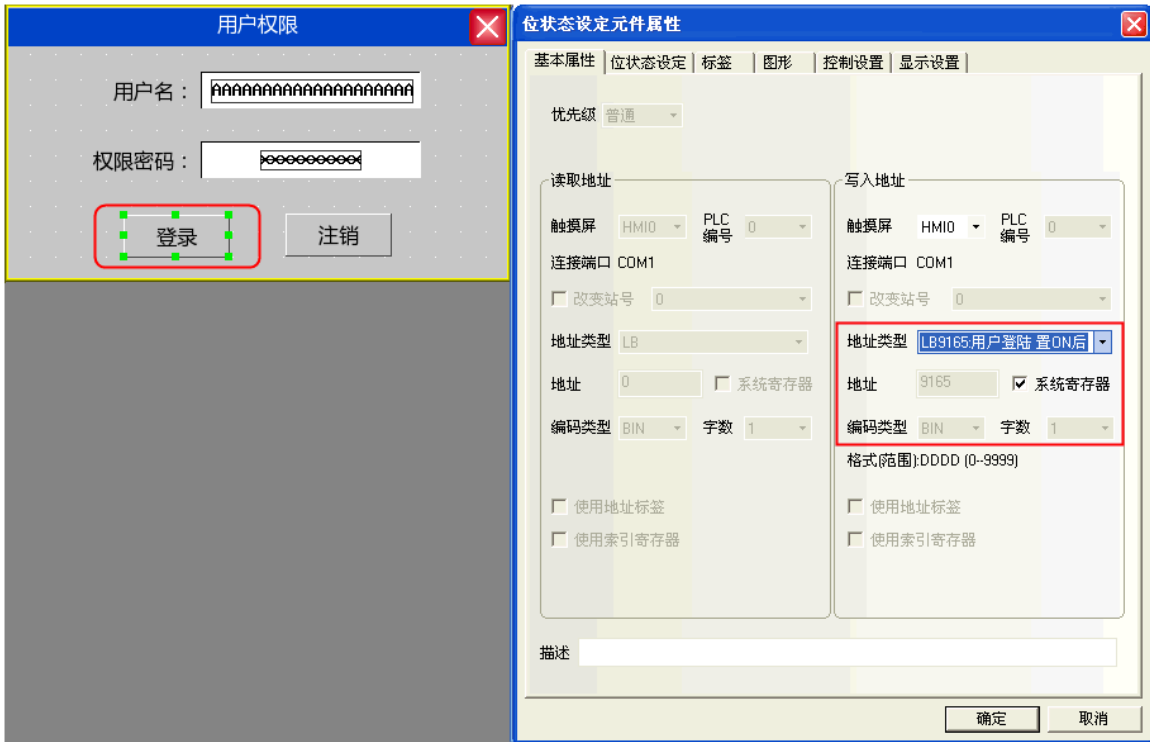 用户权限
用户名：
AAAAAAAAAAAAAAAAAAAA
权限密码：
登录
注销
位状态设定元件属性
基本属性 位状态设定 标签 图形 控制设置 显示设置
优先级 普通
读取地址
触摸屏 HMI0 PLC编号 0
连接端口 COM1
改变站号 0
地址类型 LB
地址 0 系统寄存器
编码类型 BIN 字数 1
使用地址标签
使用索引寄存器
写入地址
触摸屏 HMI0 PLC编号 0
连接端口 COM1
改变站号 0
地址类型 LB9165:用户登陆 置ON后
地址 9165 系统寄存器
编码类型 BIN 字数 1
格式(范围):DDDD (0--9999)
使用地址标签
使用索引寄存器
描述
确定 取消